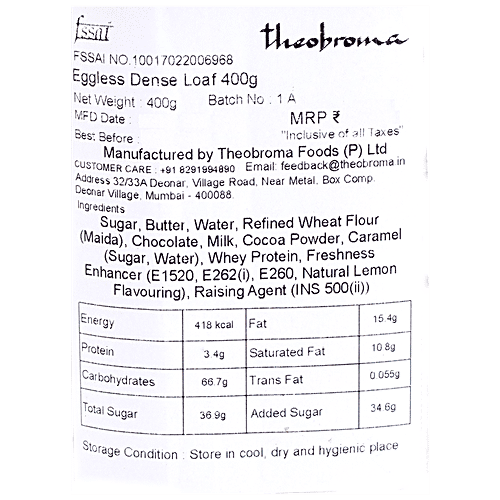 fssai
theobroma
FSSAI NO.10017022006968
Eggless Dense Loaf 400g
Net Weight : 400g Batch No : 1 A
MFD Date : MRP ₹
Best Before : "Inclusive of all Taxes"
Manufactured by Theobroma Foods (P) Ltd
CUSTOMER CARE : +91 8291994890 Email: feedback@theobroma.in
Address 32/33A Deonar, Village Road, Near Metal, Box Comp.
Deonar Village, Mumbai - 400088.
Ingredients
Sugar, Butter, Water, Refined Wheat Flour
(Maida), Chocolate, Milk, Cocoa Powder, Caramel
(Sugar, Water), Whey Protein, Freshness
Enhancer (E1520, E262(i), E260, Natural Lemon
Flavouring), Raising Agent (INS 500(ii))
Energy 418 kcal Fat 15.4g
Protein 3.4g Saturated Fat 10.8g
Carbohydrates 66.7g Trans Fat 0.055g
Total Sugar 36.9g Added Sugar 34.6g
Storage Condition : Store in cool, dry and hygienic place